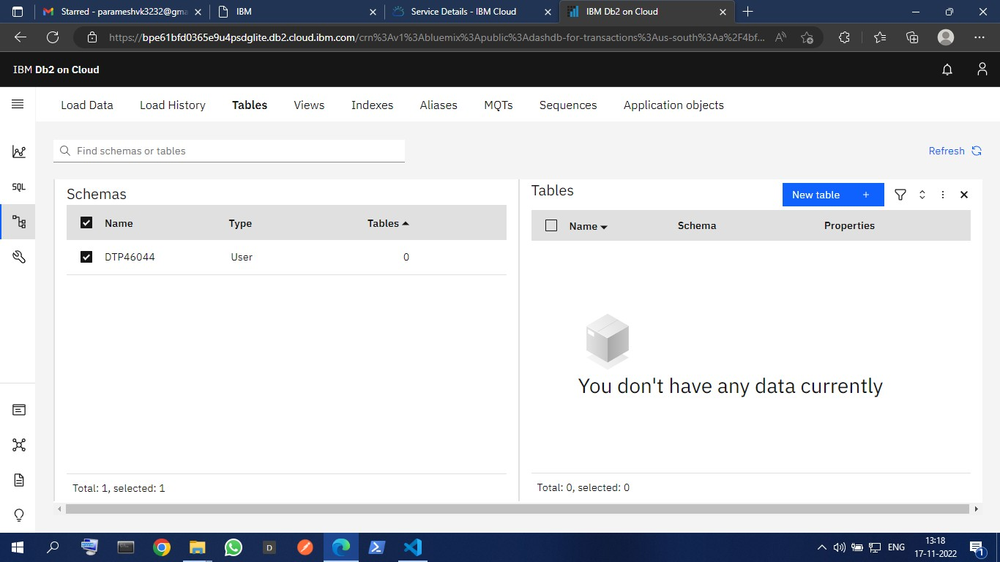 Starred - parameshvk3232@gma
IBM
Service Details - IBM Cloud
IBM Db2 on Cloud
https://bpe61bfd0365e9u4psdglite.db2.cloud.ibm.com/crn%3Av1%3Abluemix%3Apublic%3Adashdb-for-transactions%3Aus-south%3Aa%2F4bf...
IBM Db2 on Cloud
Load Data
Load History
Tables
Views
Indexes
Aliases
MQTs
Sequences
Application objects
SQL
Find schemas or tables
Refresh
Schemas
Name
Type
Tables
DTP46044
User
0
Total: 1, selected: 1
Tables
New table +
Name
Schema
Properties
You don't have any data currently
Total: 0, selected: 0
D
ENG
13:18
17-11-2022
1